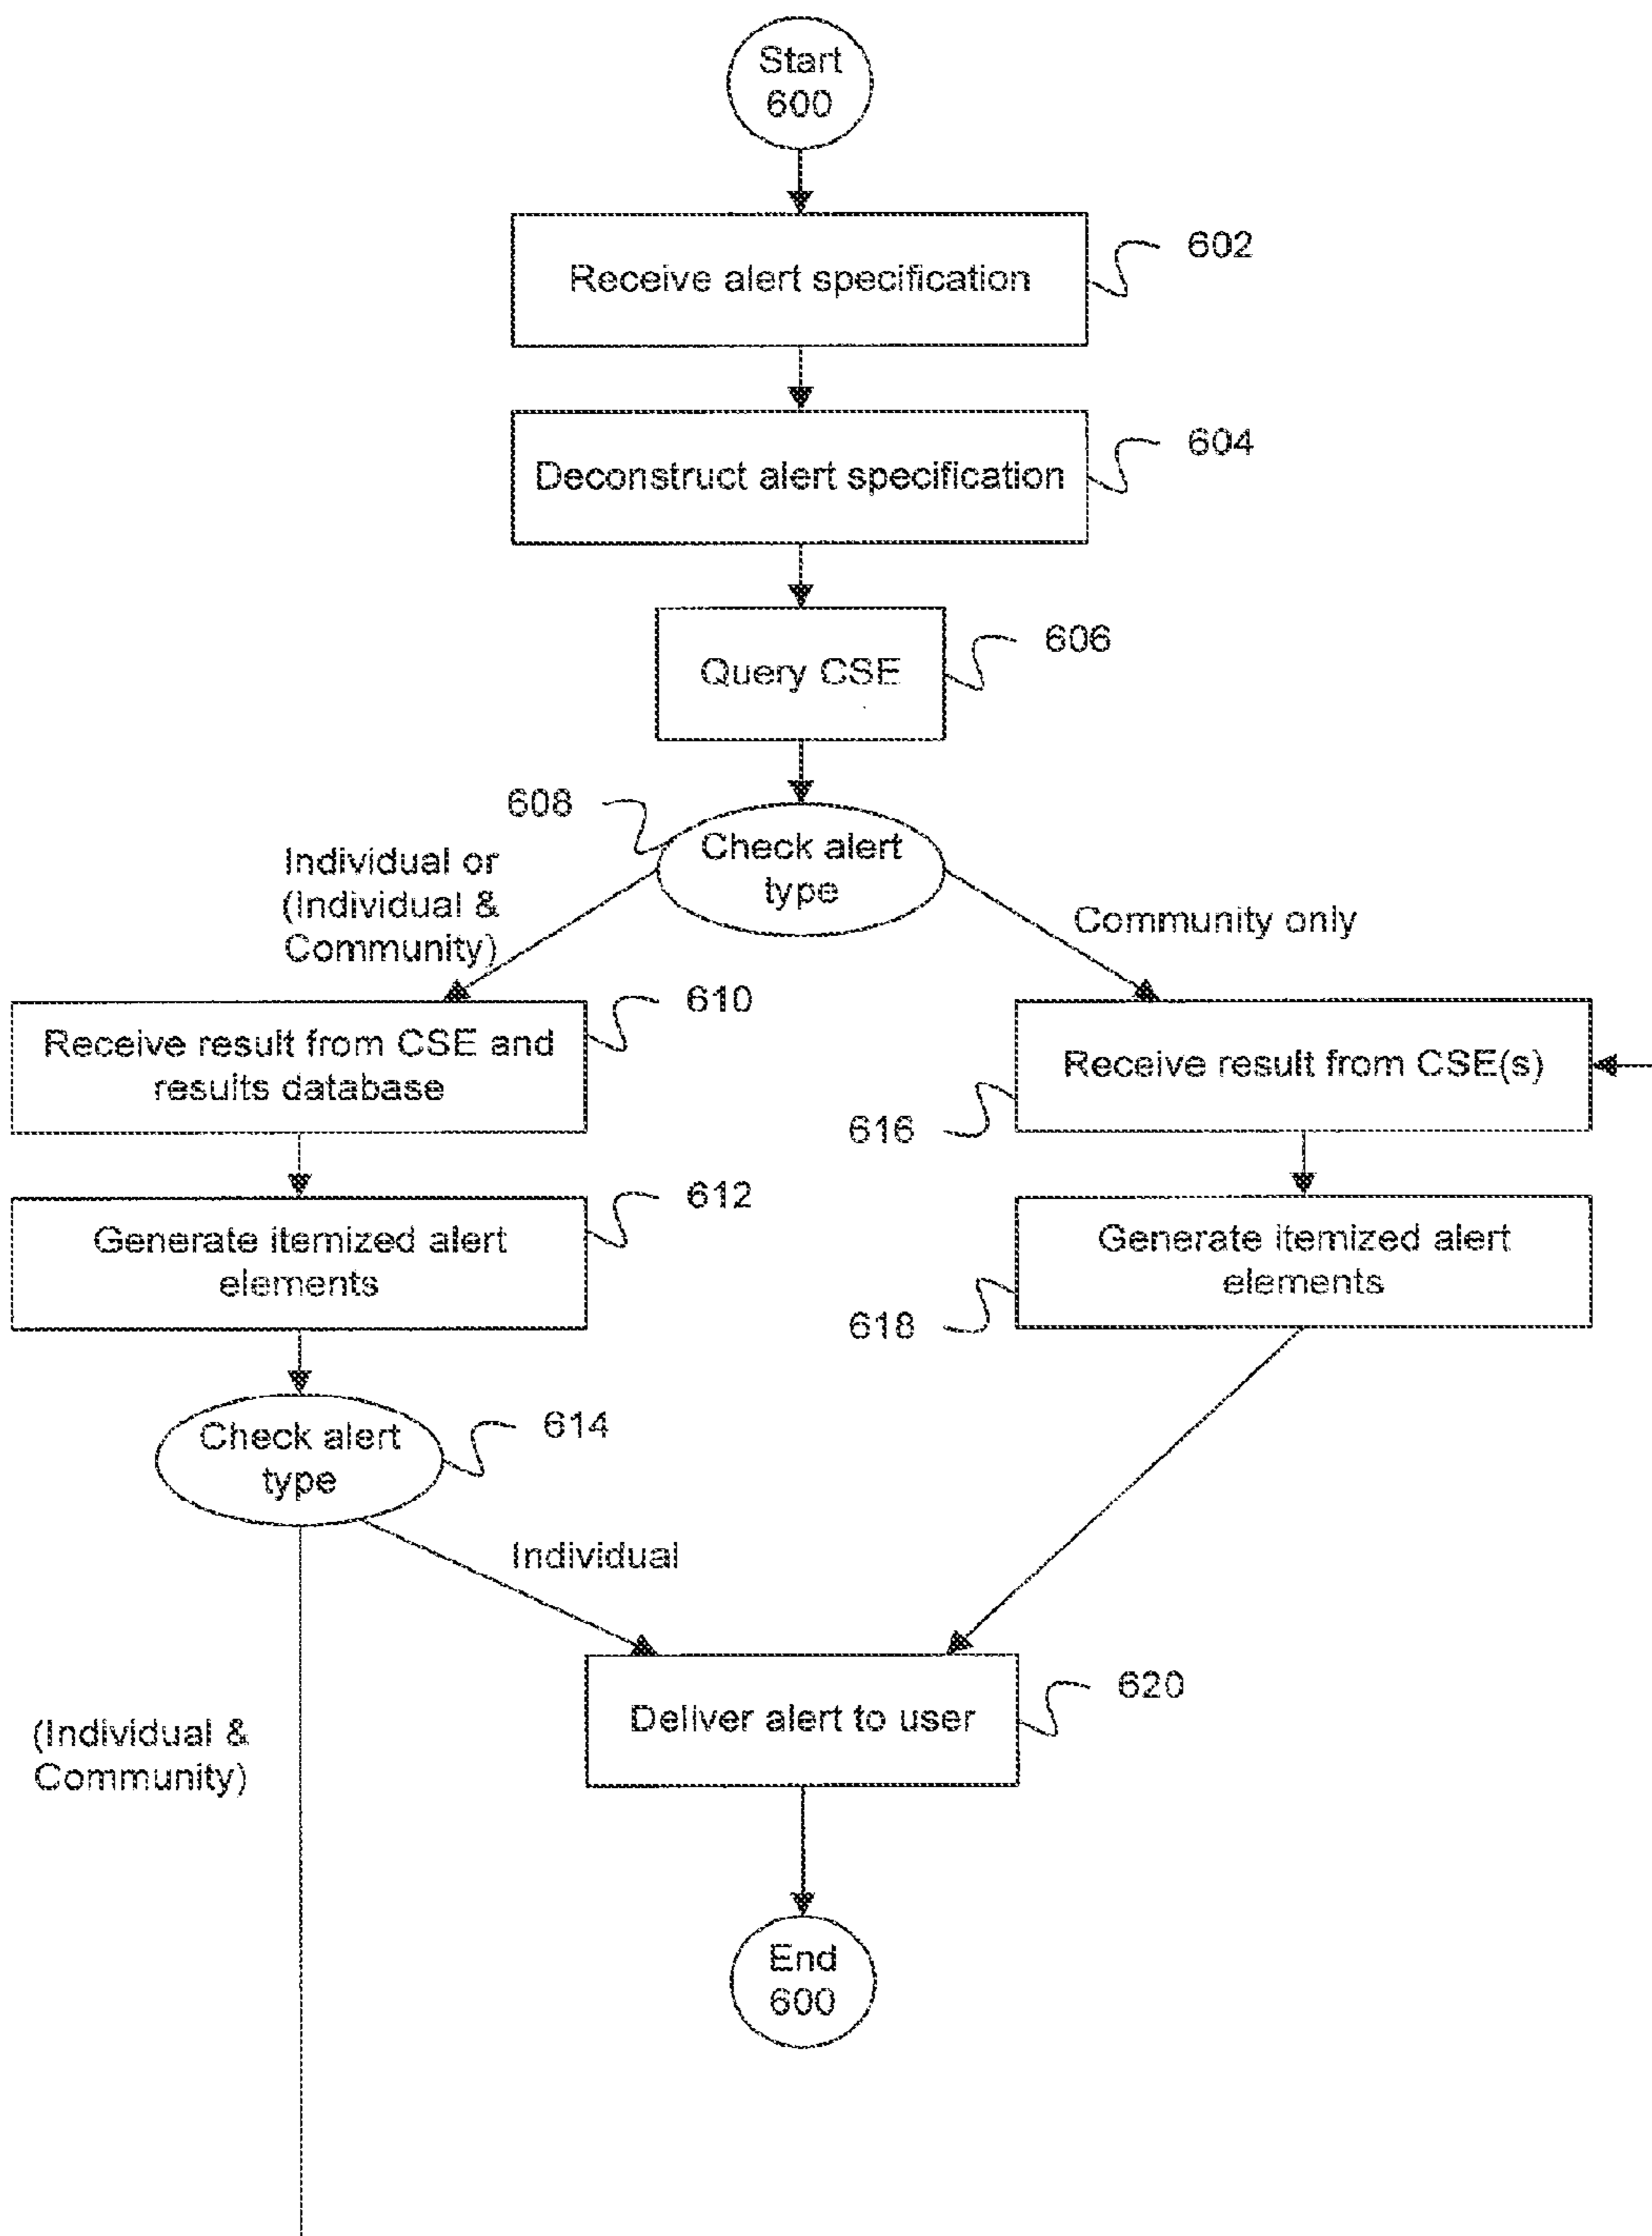 Start
600
Receive alert specification
602
Deconstruct alert specification
604
Query CSE
606
608
Check alert
type
Individual or
(Individual &
Community)
Community only
Receive result from CSE and
results database
610
Receive result from CSE(s)
616
Generate itemized alert
elements
612
Generate itemized alert
elements
618
Check alert
type
614
Individual
(Individual &
Community)
Deliver alert to user
620
End
600